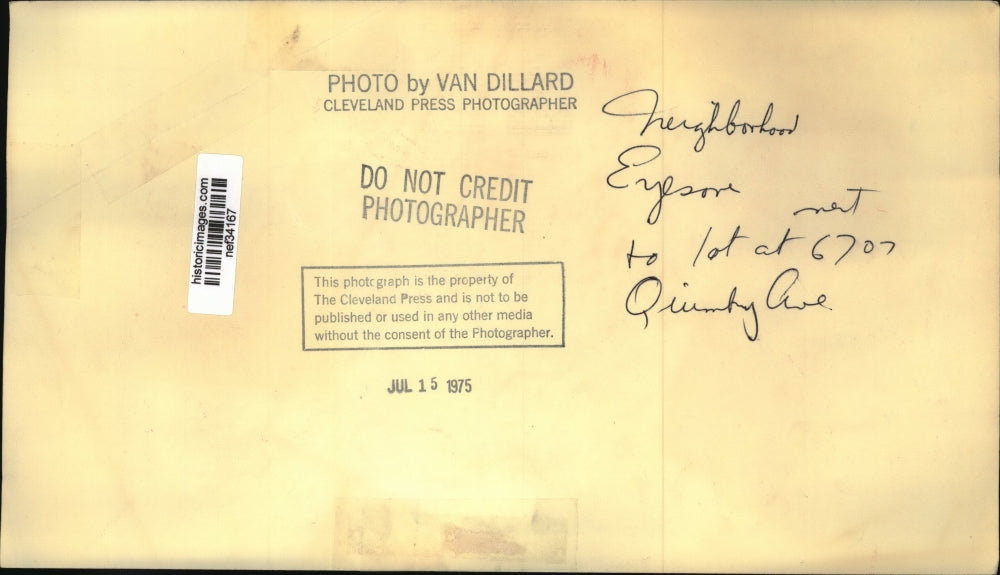 PHOTO by VAN DILLARD
CLEVELAND PRESS PHOTOGRAPHER
DO NOT CREDIT
PHOTOGRAPHER
This photograph is the property of
The Cleveland Press and is not to be
published or used in any other media
without the consent of the Photographer.
JUL 15 1975
historicimages.com
nef34167
Neighborhood
Eyesore
next
to lot at 6707
Quimby Ave